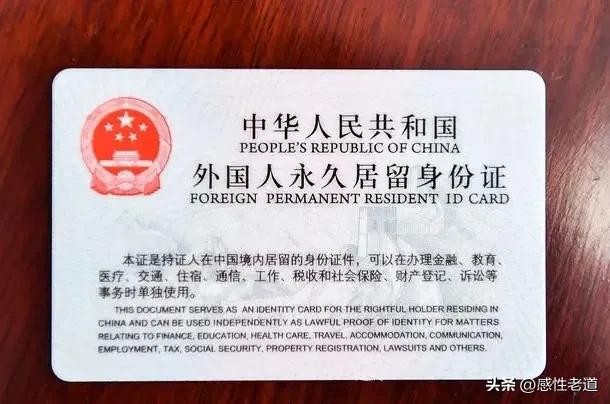 中华人民共和国
PEOPLE'S REPUBLIC OF CHINA
外国人永久居留身份证
FOREIGN PERMANENT RESIDENT ID CARD
本证是持证人在中国境内居留的身份证件，可以在办理金融、教育、
医疗、交通、住宿、通信、工作、税收和社会保险、财产登记、诉讼等
事务时单独使用。
THIS DOCUMENT SERVES AS AN IDENTITY CARD FOR THE RIGHTFUL HOLDER RESIDING IN
CHINA AND CAN BE USED INDEPENDENTLY AS LAWFUL PROOF OF IDENTITY FOR MATTERS
RELATING TO FINANCE, EDUCATION, HEALTH CARE, TRAVEL, ACCOMMODATION, COMMUNICATION,
EMPLOYMENT, TAX, SOCIAL SECURITY, PROPERTY REGISTRATION, LAWSUITS AND OTHERS.
头条 @感性老道